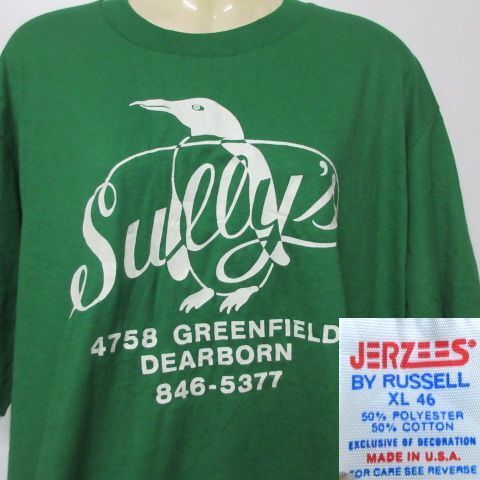 Sully's
4758 GREENFIELD
DEARBORN
846-5377
JERZEES®
BY RUSSELL
XL 46
50% POLYESTER
50% COTTON
EXCLUSIVE OF DECORATION
MADE IN U.S.A.
OR CARE SEE REVERSE